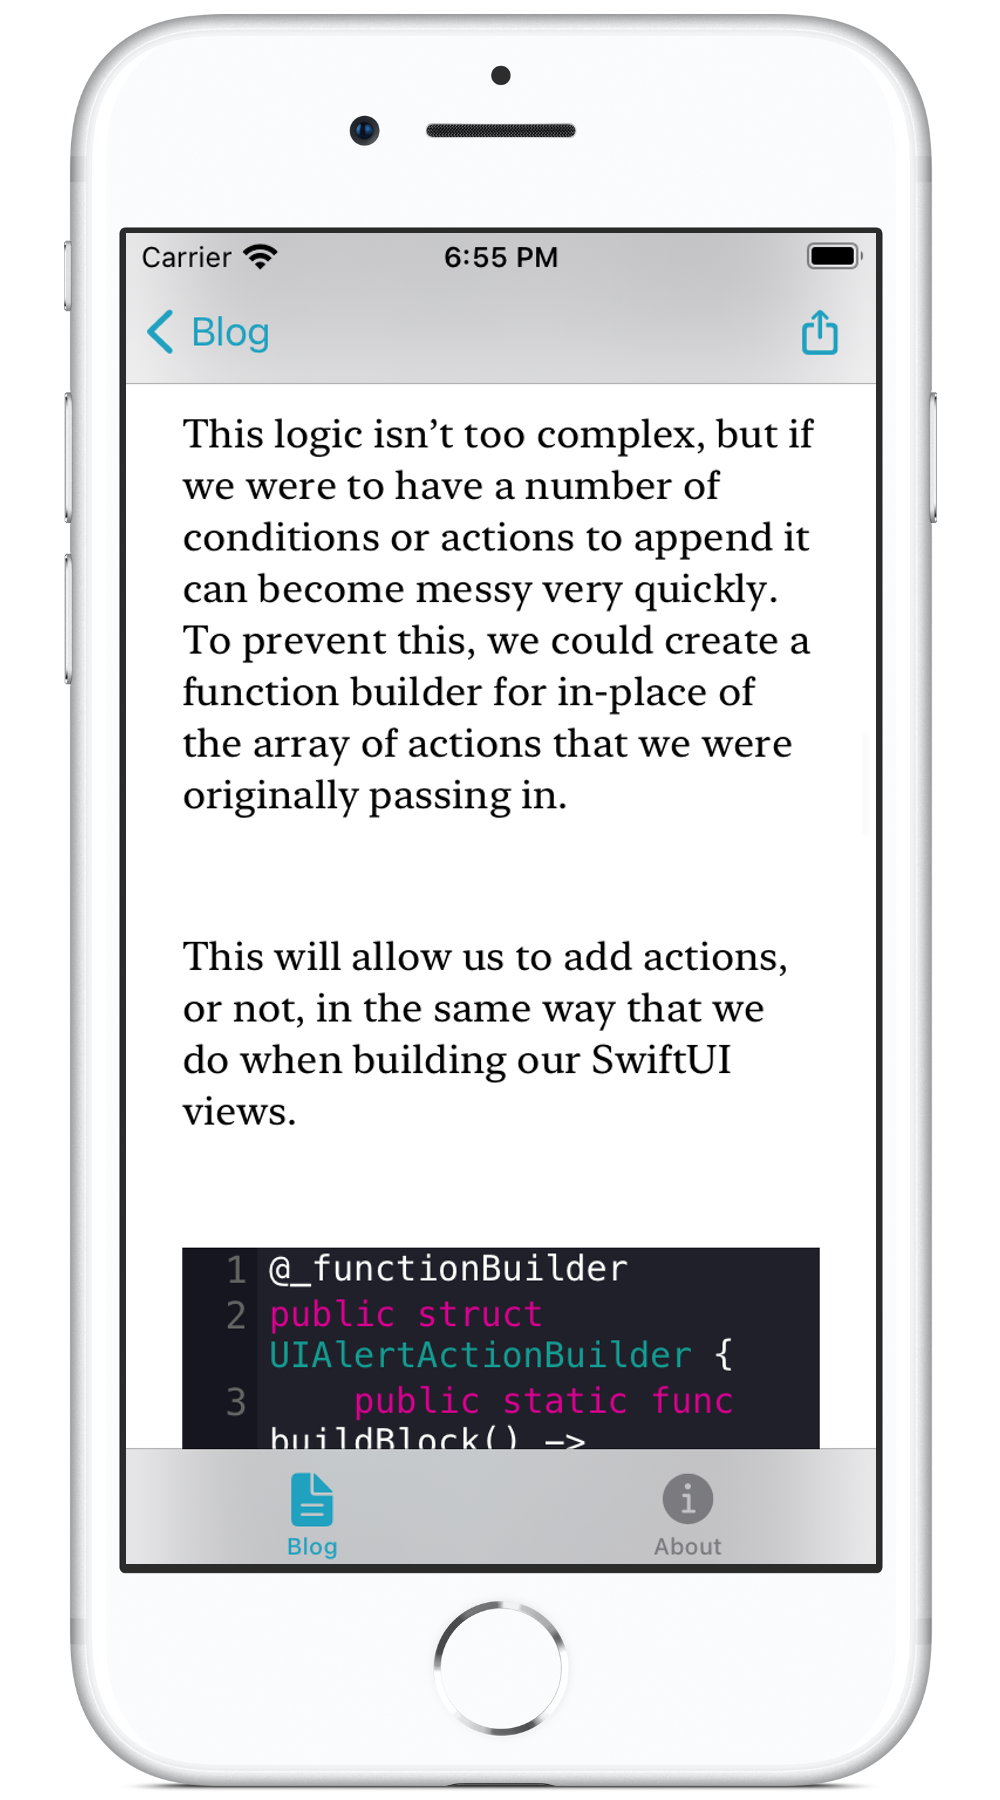 Carrier 6:55 PM
Blog
This logic isn’t too complex, but if
we were to have a number of
conditions or actions to append it
can become messy very quickly.
To prevent this, we could create a
function builder for in-place of
the array of actions that we were
originally passing in.
This will allow us to add actions,
or not, in the same way that we
do when building our SwiftUI
views.
1 @_functionBuilder
2 public struct
UIAlertActionBuilder {
3 public static func
buildBlock() ->
Blog About